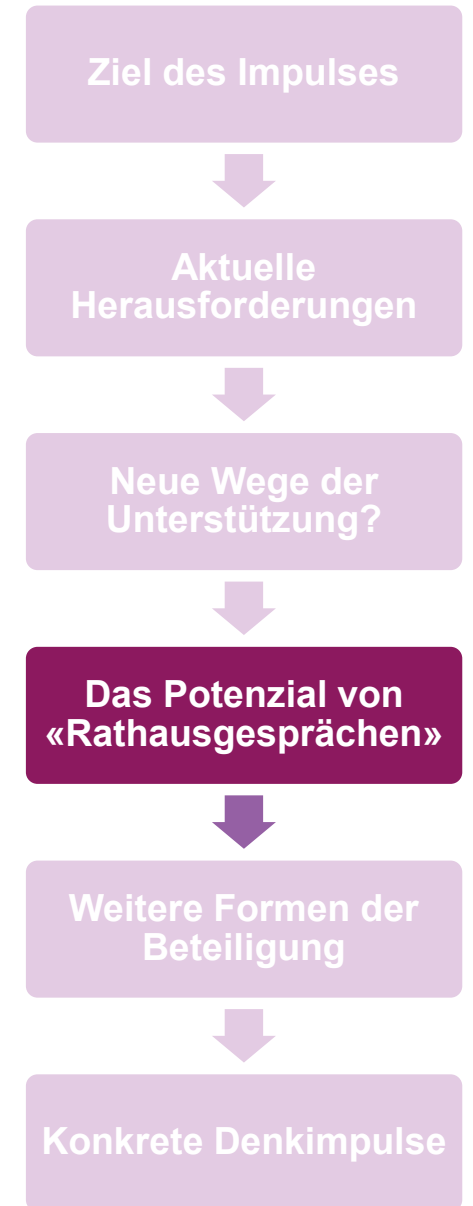 Ziel des Impulses
Aktuelle
Herausforderungen
Neue Wege der
Unterstützung?
Das Potenzial von
«Rathausgesprächen»
Weitere Formen der
Beteiligung
Konkrete Denkimpulse